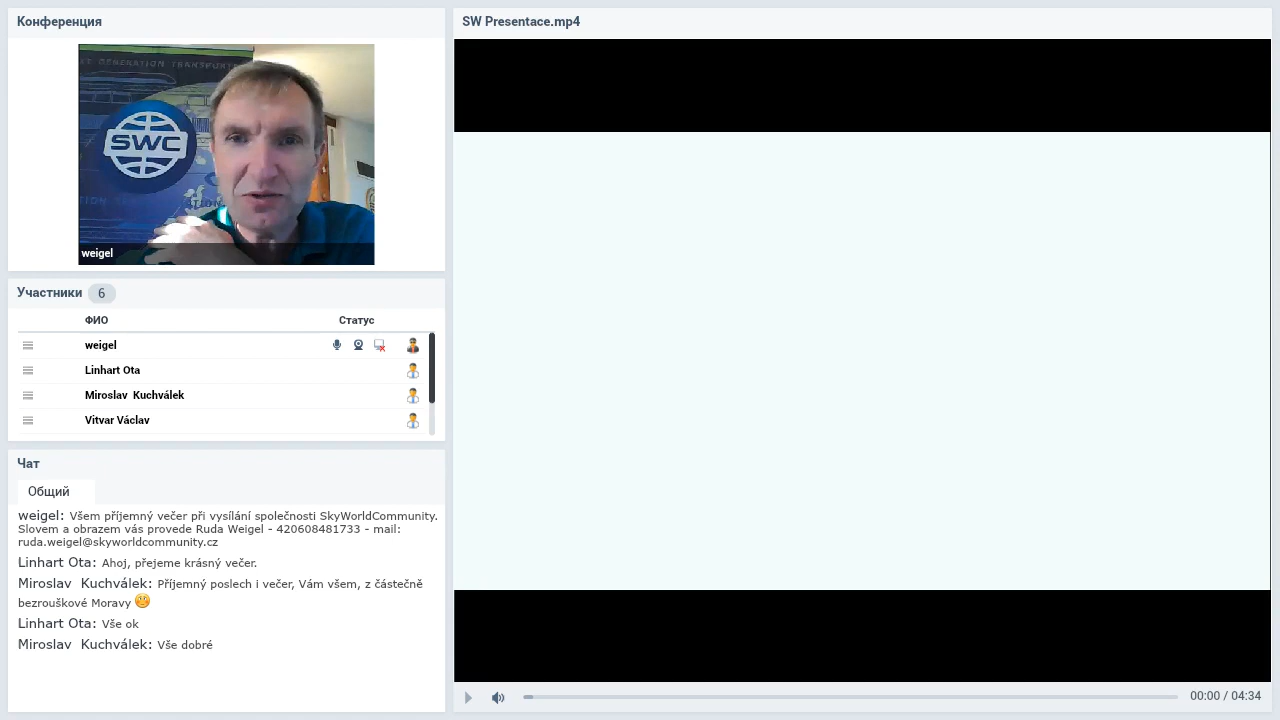 Конференция
SW Presentace.mp4
SWC
weigel
Участники 6
ФИО Статус
weigel
Linhart Ota
Miroslav Kuchválek
Vitvar Václav
Чат
Общий
weigel: Všem příjemný večer při vysílání společnosti SkyWorldCommunity.
Slovem a obrazem vás provede Ruda Weigel - 420608481733 - mail:
ruda.weigel@skyworldcommunity.cz
Linhart Ota: Ahoj, přejeme krásný večer.
Miroslav Kuchválek: Příjemný poslech i večer, Vám všem, z částečně
bezrouškové Moravy
Linhart Ota: Vše ok
Miroslav Kuchválek: Vše dobré
00:00 / 04:34